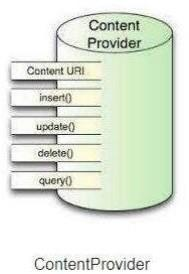 Content
Provider
Content URI
insert()
update()
delete()
query()
ContentProvider